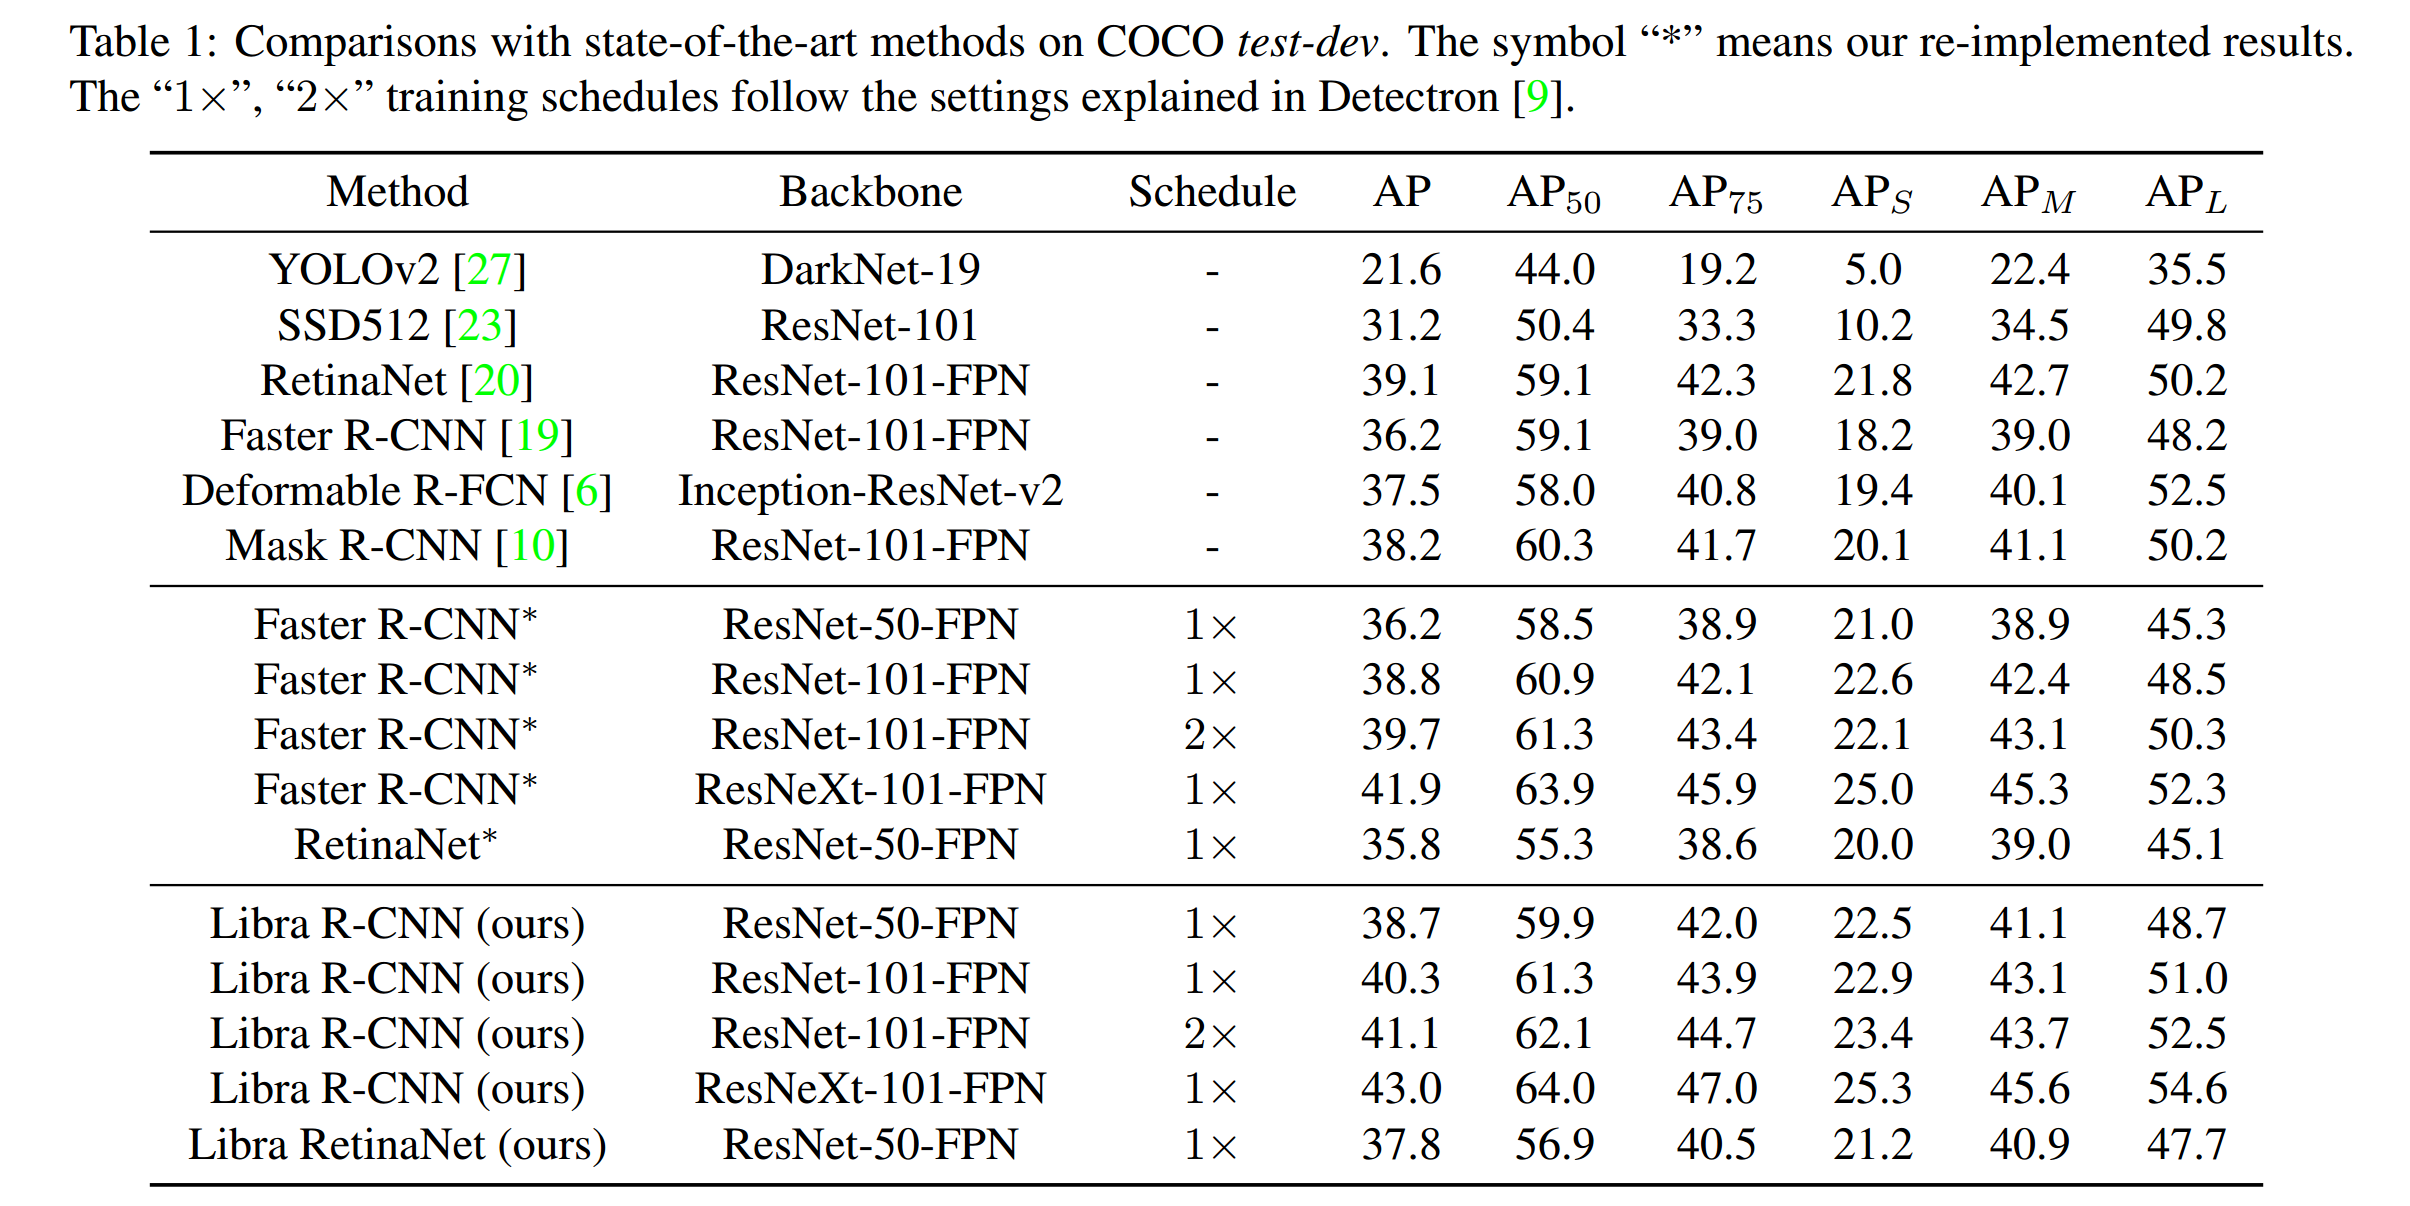 Table 1: Comparisons with state-of-the-art methods on COCO test-dev. The symbol “*” means our re-implemented results.
The “1×”, “2×” training schedules follow the settings explained in Detectron [9].
Method Backbone Schedule AP AP50 AP75 APS APM APL
YOLOv2 [27] DarkNet-19 - 21.6 44.0 19.2 5.0 22.4 35.5
SSD512 [23] ResNet-101 - 31.2 50.4 33.3 10.2 34.5 49.8
RetinaNet [20] ResNet-101-FPN - 39.1 59.1 42.3 21.8 42.7 50.2
Faster R-CNN [19] ResNet-101-FPN - 36.2 59.1 39.0 18.2 39.0 48.2
Deformable R-FCN [6] Inception-ResNet-v2 - 37.5 58.0 40.8 19.4 40.1 52.5
Mask R-CNN [10] ResNet-101-FPN - 38.2 60.3 41.7 20.1 41.1 50.2
Faster R-CNN* ResNet-50-FPN 1× 36.2 58.5 38.9 21.0 38.9 45.3
Faster R-CNN* ResNet-101-FPN 1× 38.8 60.9 42.1 22.6 42.4 48.5
Faster R-CNN* ResNet-101-FPN 2× 39.7 61.3 43.4 22.1 43.1 50.3
Faster R-CNN* ResNeXt-101-FPN 1× 41.9 63.9 45.9 25.0 45.3 52.3
RetinaNet* ResNet-50-FPN 1× 35.8 55.3 38.6 20.0 39.0 45.1
Libra R-CNN (ours) ResNet-50-FPN 1× 38.7 59.9 42.0 22.5 41.1 48.7
Libra R-CNN (ours) ResNet-101-FPN 1× 40.3 61.3 43.9 22.9 43.1 51.0
Libra R-CNN (ours) ResNet-101-FPN 2× 41.1 62.1 44.7 23.4 43.7 52.5
Libra R-CNN (ours) ResNeXt-101-FPN 1× 43.0 64.0 47.0 25.3 45.6 54.6
Libra RetinaNet (ours) ResNet-50-FPN 1× 37.8 56.9 40.5 21.2 40.9 47.7